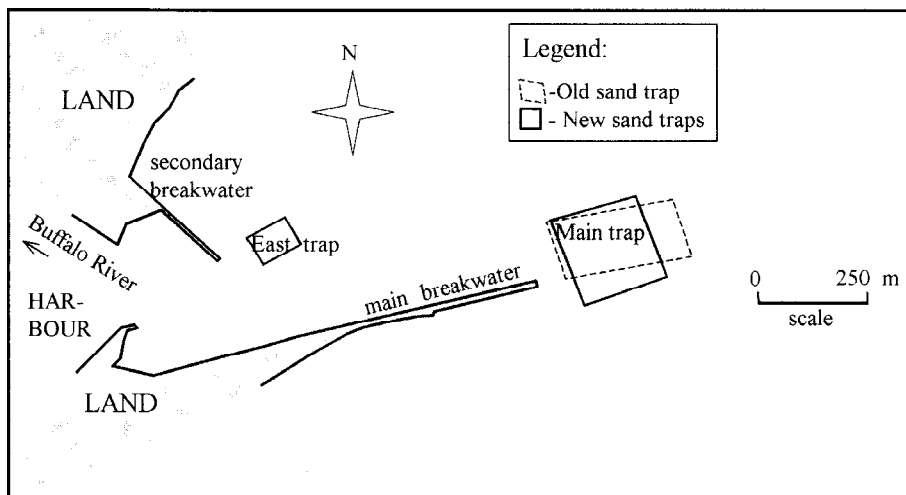 N
Legend:
-Old sand trap
- New sand traps
LAND
secondary
breakwater
East trap
Main trap
Buffalo River
main breakwater
0 250 m
scale
HAR-
BOUR
LAND